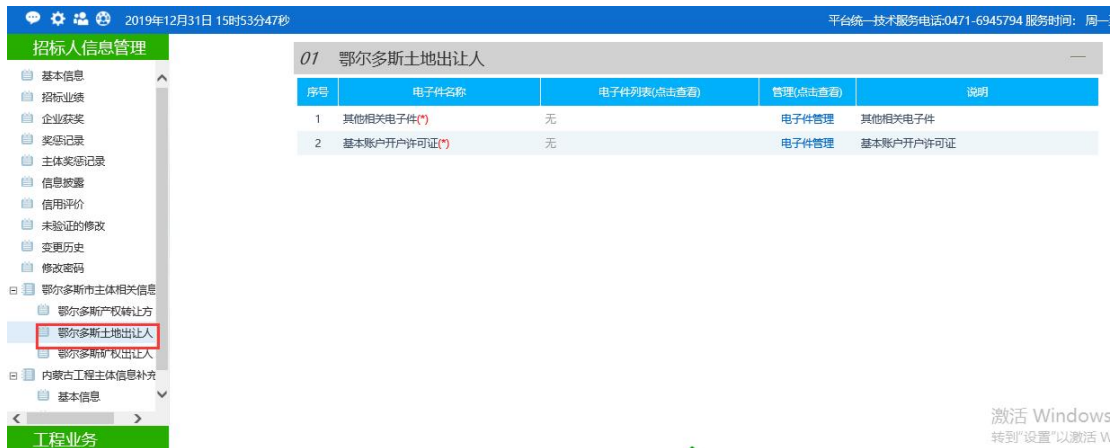 2019年12月31日 15时53分47秒
平台统一技术服务电话:0471-6945794 服务时间： 周一
招标人信息管理
基本信息
招标业绩
企业获奖
奖惩记录
主体奖惩记录
信息披露
信用评价
未验证的修改
变更历史
修改密码
鄂尔多斯市主体相关信息
鄂尔多斯产权转让方
鄂尔多斯土地出让人
鄂尔多斯矿权出让人
内蒙古工程主体信息补充
基本信息
工程业务
01 鄂尔多斯土地出让人
序号 电子件名称 电子件列表(点击查看) 管理(点击查看) 说明
1 其他相关电子件(*) 无 电子件管理 其他相关电子件
2 基本账户开户许可证(*) 无 电子件管理 基本账户开户许可证
激活 Windows
转到"设置"以激活 W